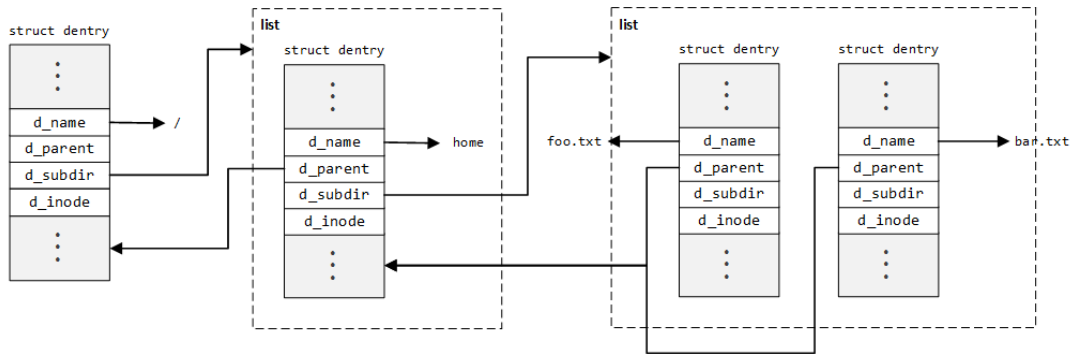 struct dentry
d_name
d_parent
d_subdir
d_inode
/
list
struct dentry
d_name
d_parent
d_subdir
d_inode
home
list
struct dentry
d_name
d_parent
d_subdir
d_inode
foo.txt
struct dentry
d_name
d_parent
d_subdir
d_inode
bar.txt